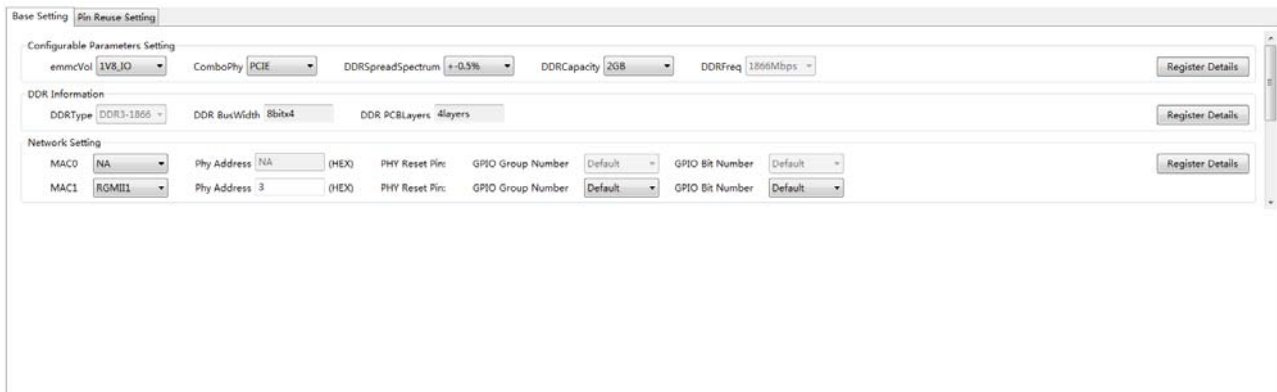 Base Setting Pin Reuse Setting
Configurable Parameters Setting
emmcVol 1V8_IO ComboPhy PCIE DDRSpreadSpectrum +-0.5% DDRCapacity 2GB DDRFreq 1866Mbps Register Details
DDR Information
DDRType DDR3-1866 DDR BusWidth 8bitx4 DDR PCBLayers 4layers Register Details
Network Setting
MAC0 NA Phy Address NA (HEX) PHY Reset Pin: GPIO Group Number Default GPIO Bit Number Default Register Details
MAC1 RGMII1 Phy Address 3 (HEX) PHY Reset Pin: GPIO Group Number Default GPIO Bit Number Default